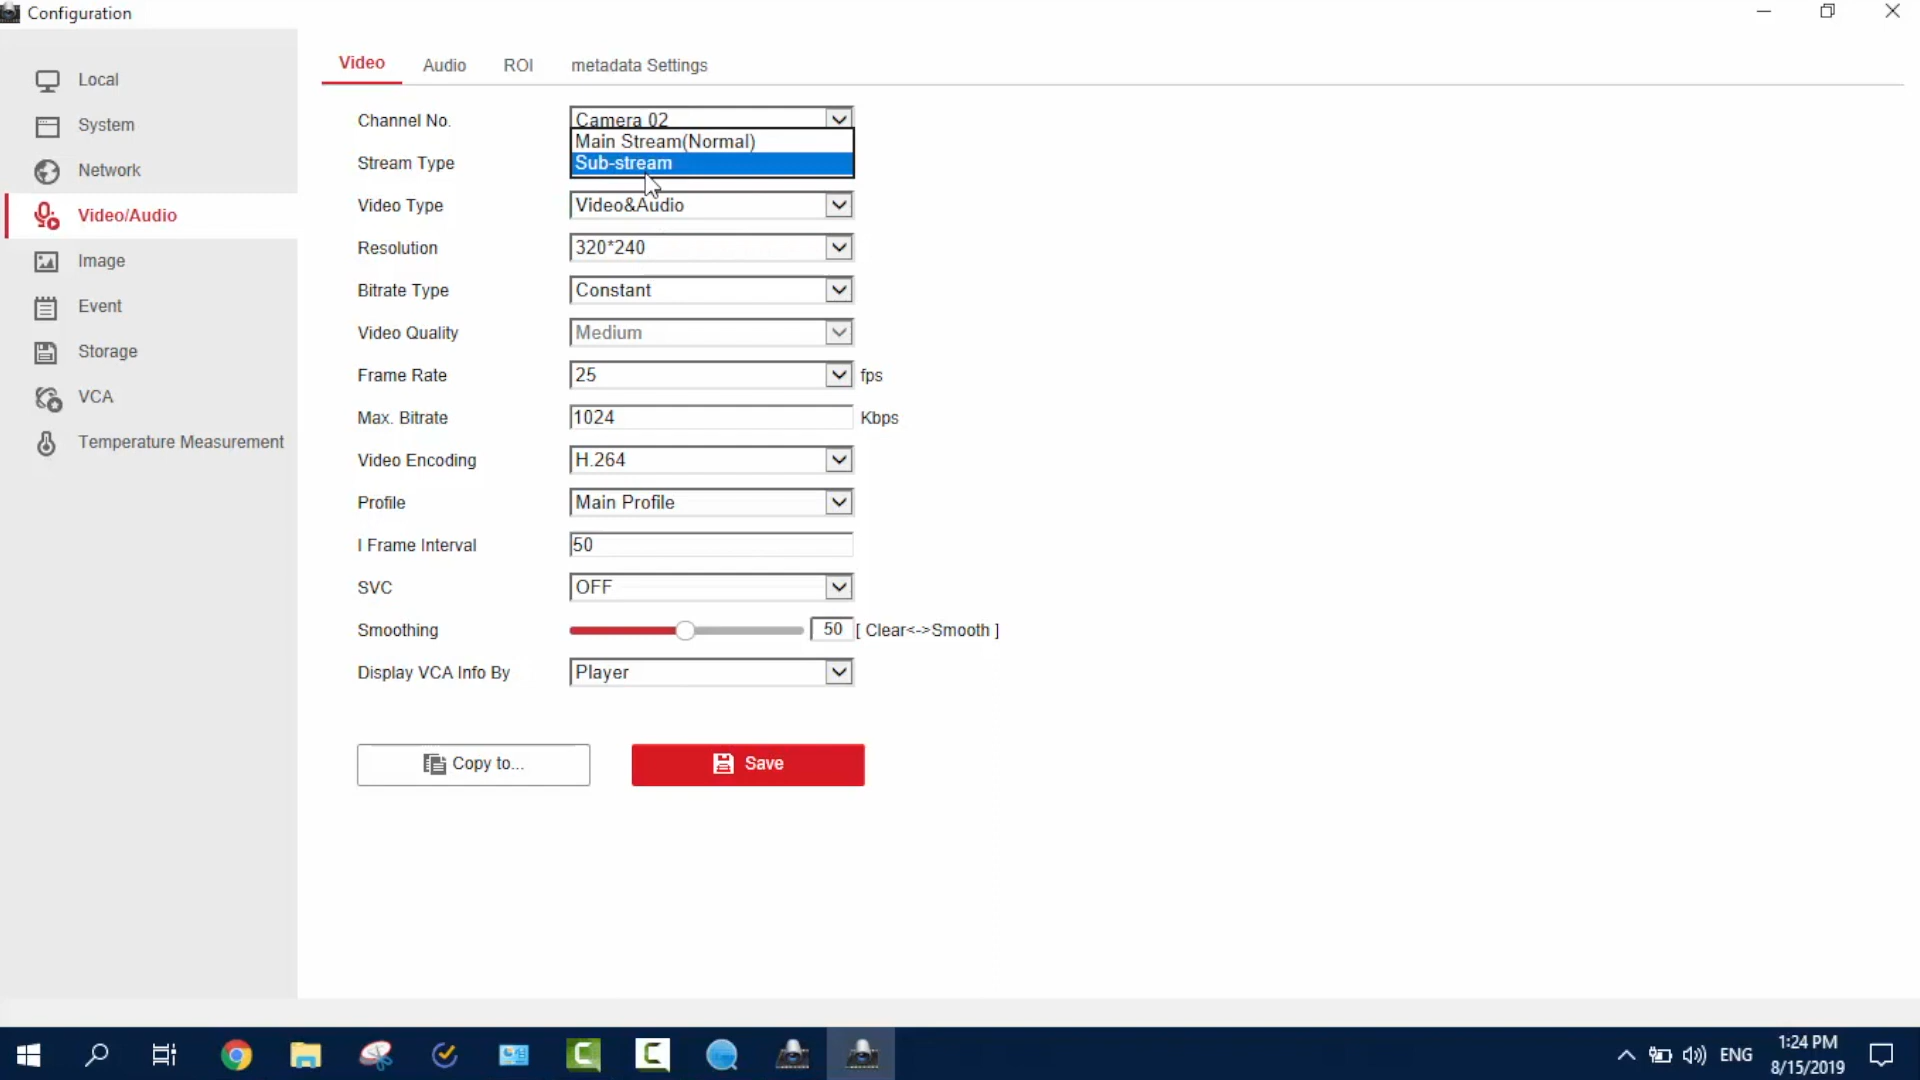 Configuration
Local
System
Network
Video/Audio
Image
Event
Storage
VCA
Temperature Measurement
Video Audio ROI metadata Settings
Channel No. Camera 02
Main Stream(Normal)
Stream Type Sub-stream
Video Type Video&Audio
Resolution 320*240
Bitrate Type Constant
Video Quality Medium
Frame Rate 25 fps
Max. Bitrate 1024 Kbps
Video Encoding H.264
Profile Main Profile
I Frame Interval 50
SVC OFF
Smoothing 50 [ Clear<->Smooth ]
Display VCA Info By Player
Copy to... Save
ENG 1:24 PM
8/15/2019